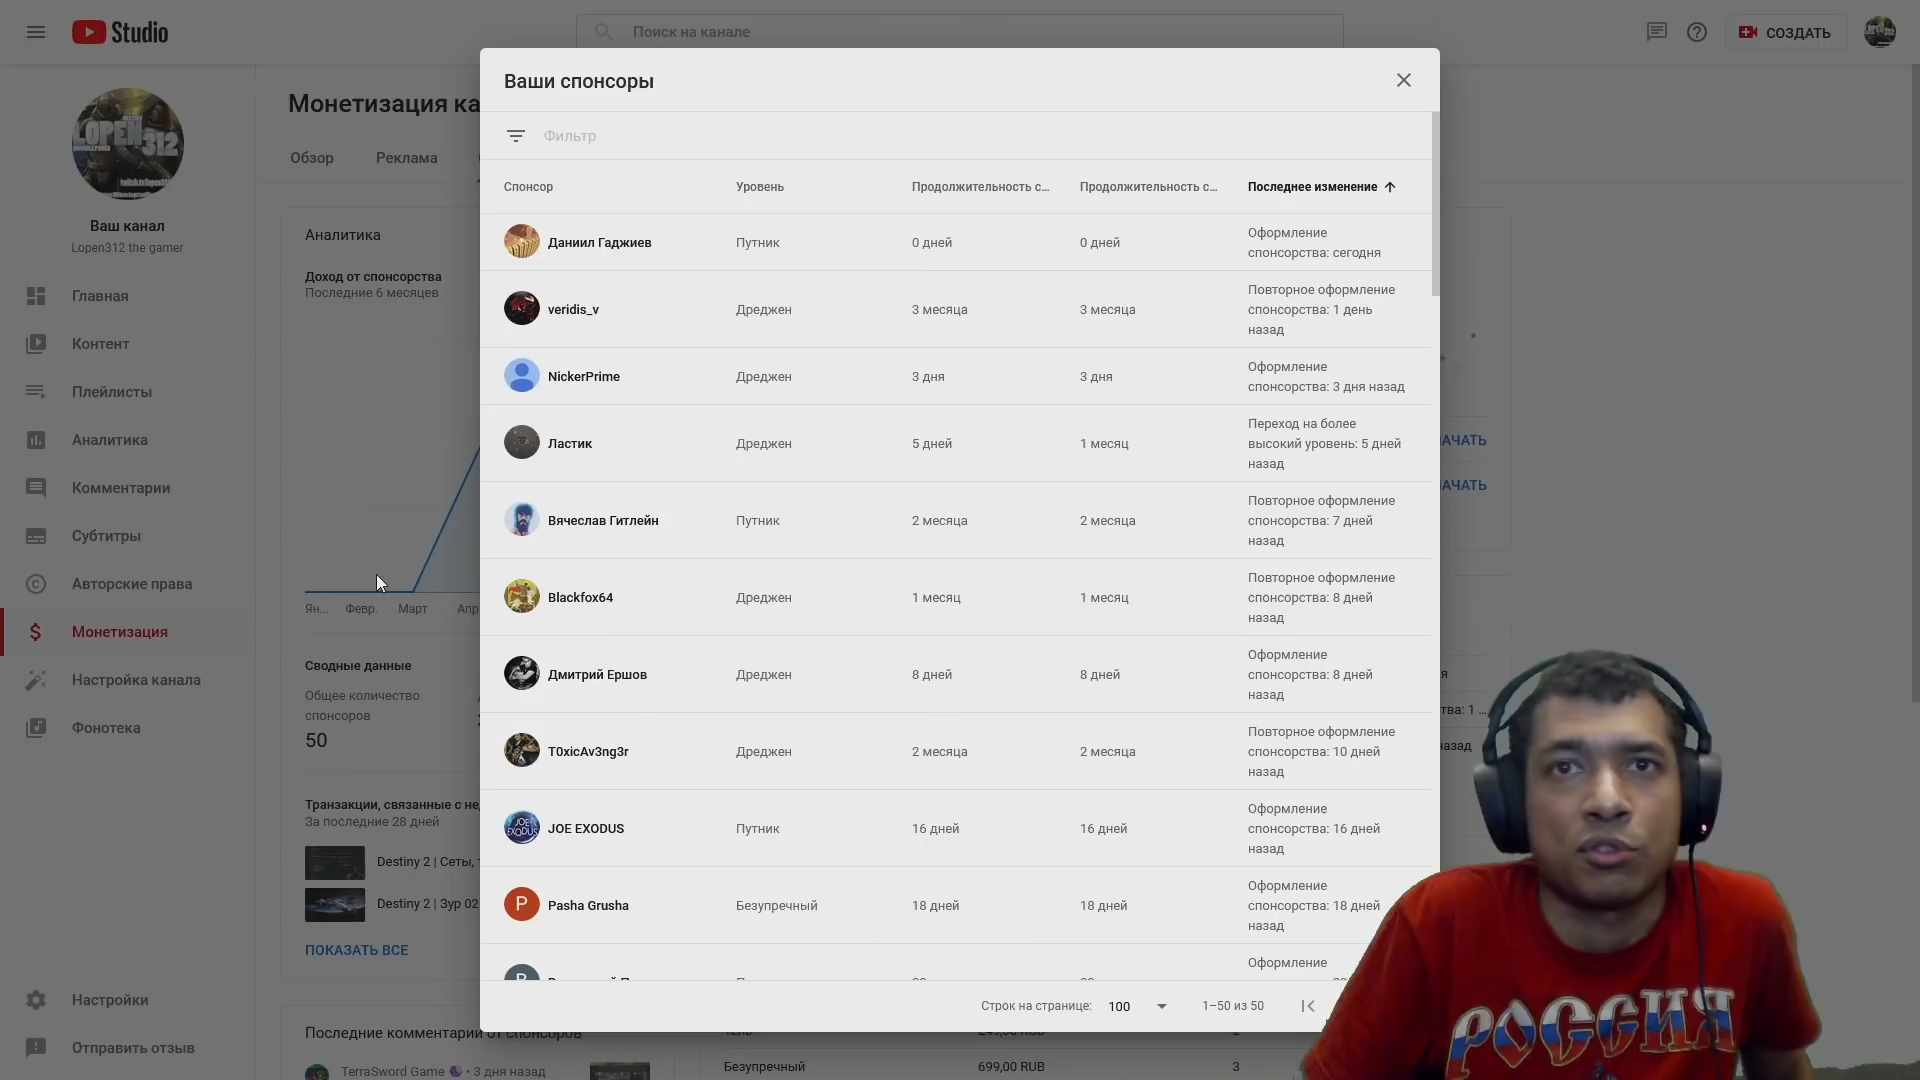 Studio
Поиск на канале
СОЗДАТЬ
LOPEN312
Ваш канал
Lopen312 the gamer
Главная
Контент
Плейлисты
Аналитика
Комментарии
Субтитры
Авторские права
Монетизация
Настройка канала
Фонотека
Настройки
Отправить отзыв
Монетизация ка
Обзор
Реклама
Аналитика
Доход от спонсорства
Последние 6 месяцев
Ян...
Февр.
Март
Апр
Сводные данные
Общее количество
спонсоров
50
Транзакции, связанные с не
За последние 28 дней
Destiny 2 | Сеты,
Destiny 2 | Зур 02
ПОКАЗАТЬ ВСЕ
Последние комментарии от спонсоров
TerraSword Game • 3 дня назад
Ваши спонсоры
Фильтр
Спонсор
Уровень
Продолжительность с...
Продолжительность с...
Последнее изменение
Даниил Гаджиев
Путник
0 дней
0 дней
Оформление
спонсорства: сегодня
veridis_v
Дреджен
3 месяца
3 месяца
Повторное оформление
спонсорства: 1 день
назад
NickerPrime
Дреджен
3 дня
3 дня
Оформление
спонсорства: 3 дня назад
Ластик
Дреджен
5 дней
1 месяц
Переход на более
высокий уровень: 5 дней
назад
Вячеслав Гитлейн
Путник
2 месяца
2 месяца
Повторное оформление
спонсорства: 7 дней
назад
Blackfox64
Дреджен
1 месяц
1 месяц
Повторное оформление
спонсорства: 8 дней
назад
Дмитрий Ершов
Дреджен
8 дней
8 дней
Оформление
спонсорства: 8 дней
назад
T0xicAv3ng3r
Дреджен
2 месяца
2 месяца
Повторное оформление
спонсорства: 10 дней
назад
JOE EXODUS
JOE EXODUS
Путник
16 дней
16 дней
Оформление
спонсорства: 16 дней
назад
P
Pasha Grusha
Безупречный
18 дней
18 дней
Оформление
спонсорства: 18 дней
назад
Оформление
Строк на странице:
100
1–50 из 50
АЧАТЬ
АЧАТЬ
я
тва: 1 ...
назад
Безупречный
699,00 RUB
3
РОССИЯ